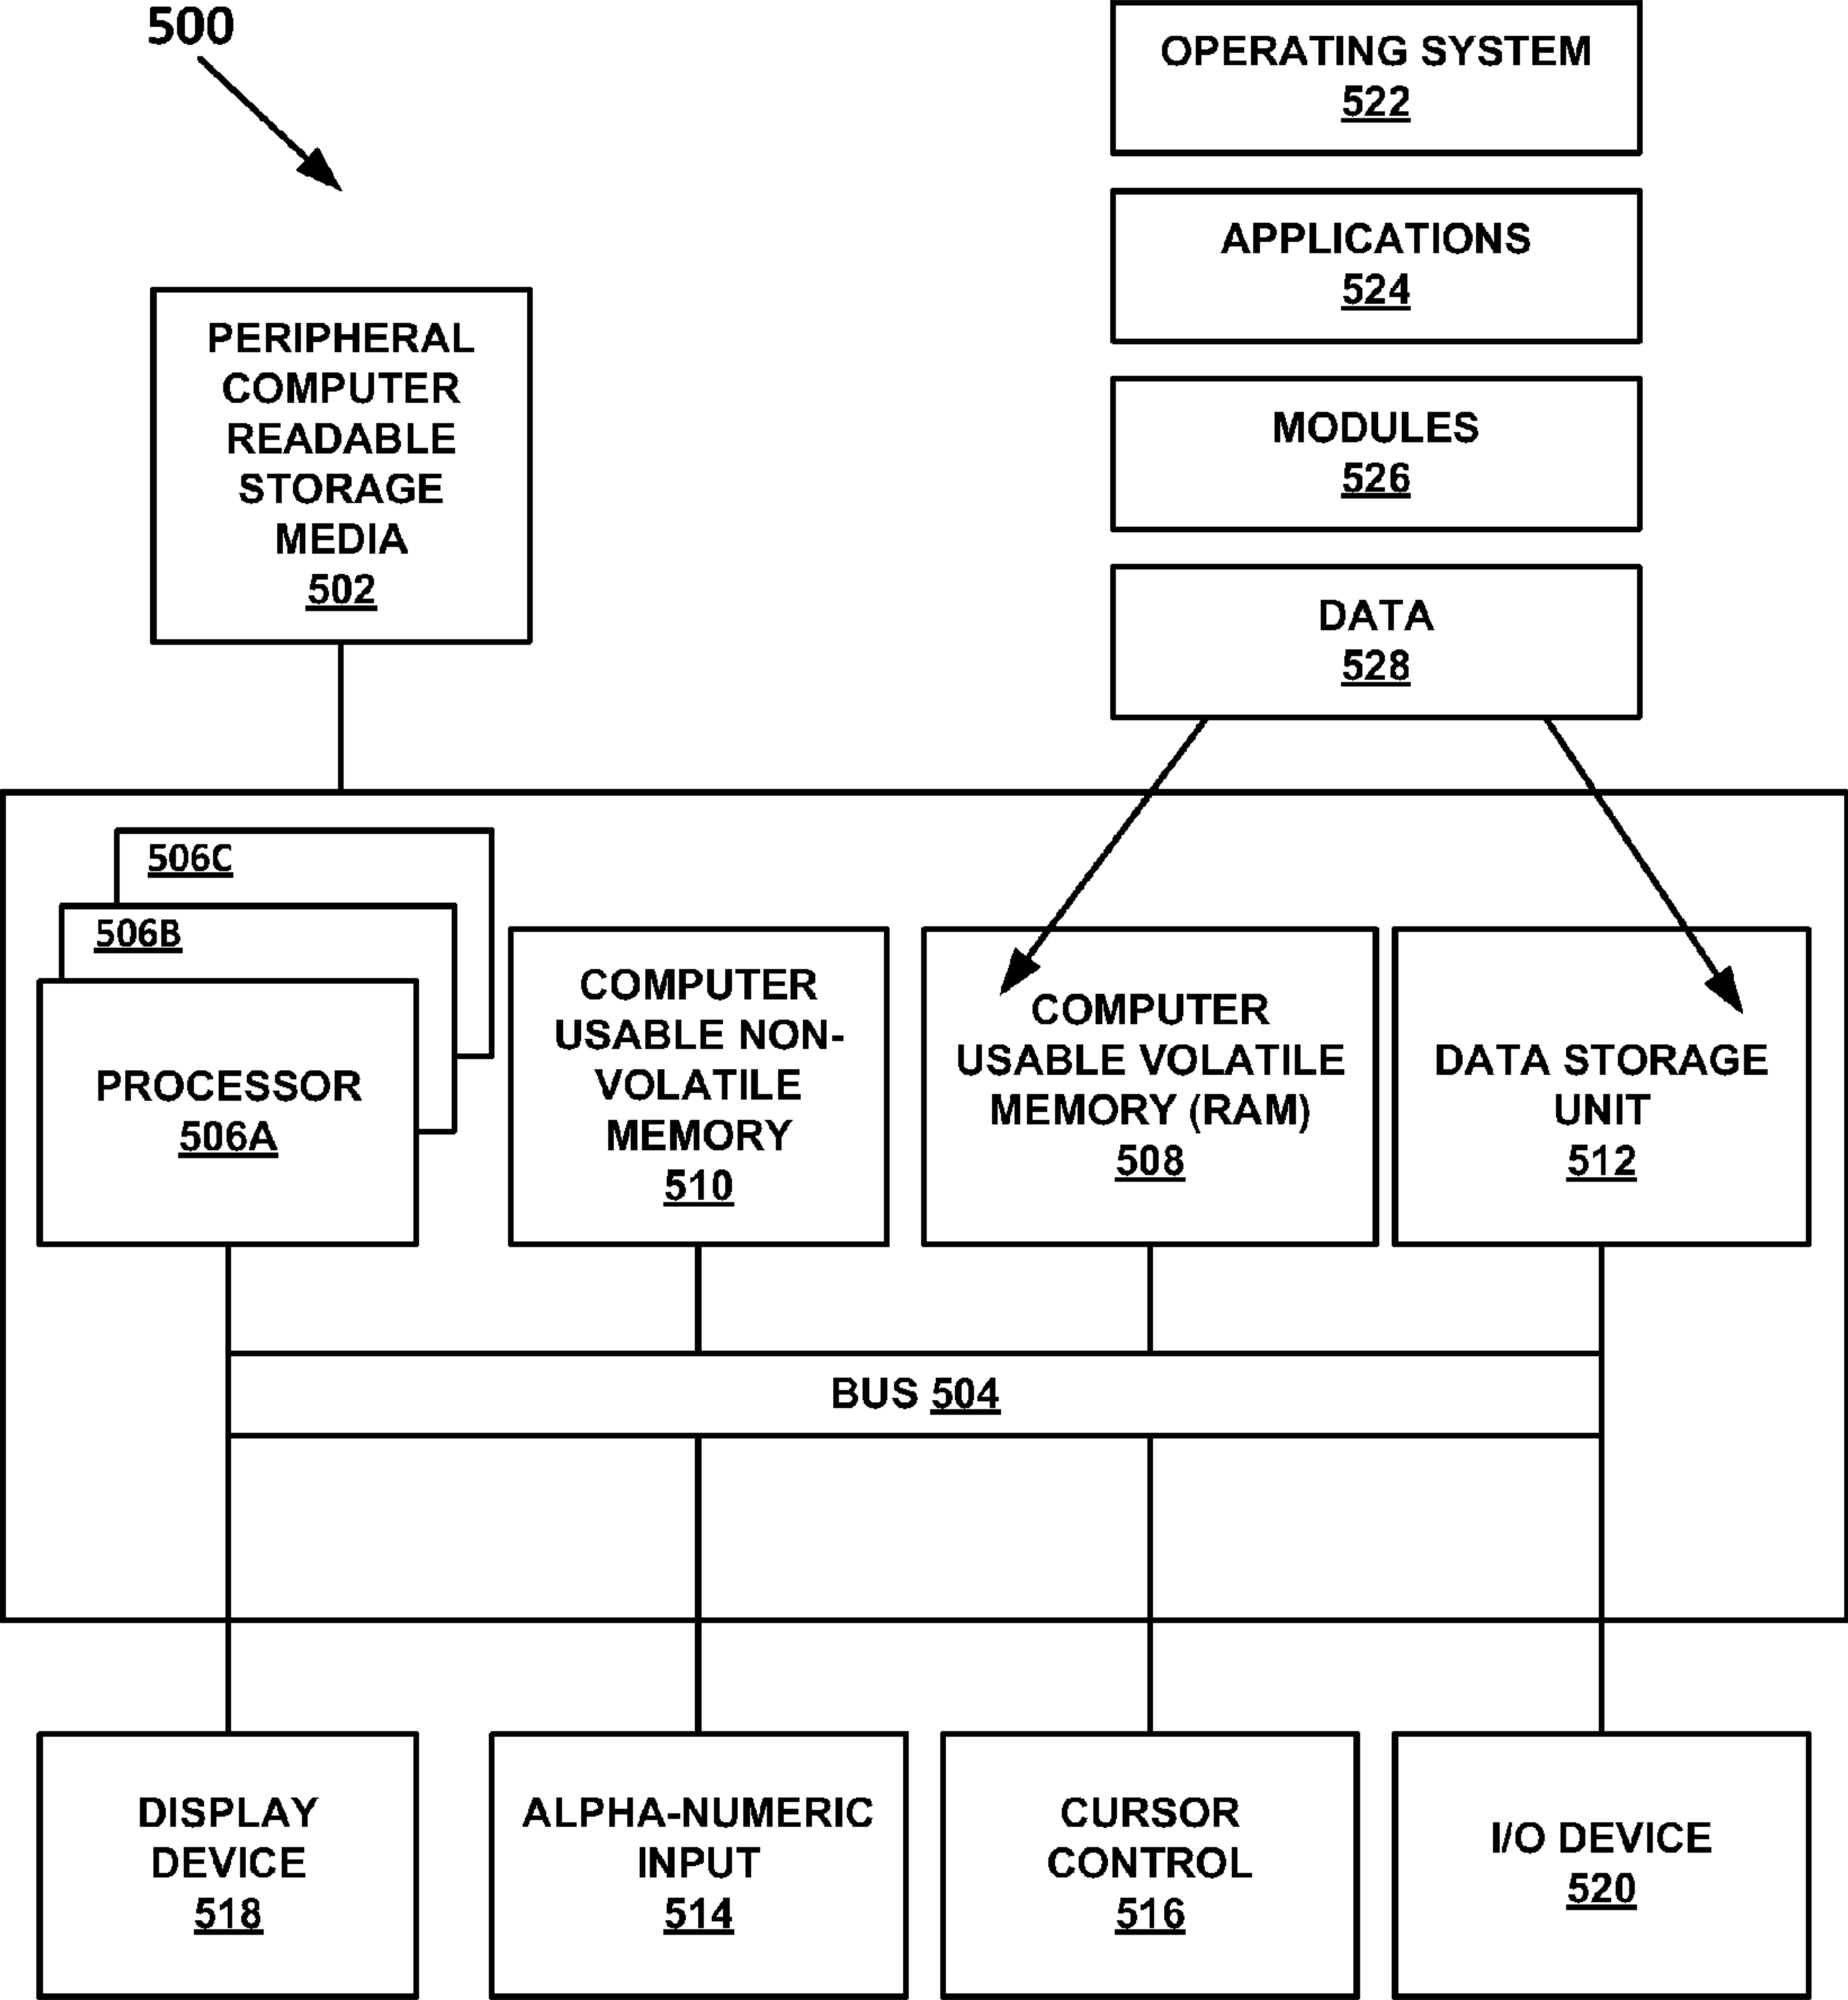 500
OPERATING SYSTEM
522
APPLICATIONS
524
PERIPHERAL
COMPUTER
READABLE
STORAGE
MEDIA
502
MODULES
526
DATA
528
506C
506B
PROCESSOR
506A
COMPUTER
USABLE NON-
VOLATILE
MEMORY
510
COMPUTER
USABLE VOLATILE
MEMORY (RAM)
508
DATA STORAGE
UNIT
512
BUS 504
DISPLAY
DEVICE
518
ALPHA-NUMERIC
INPUT
514
CURSOR
CONTROL
516
I/O DEVICE
520